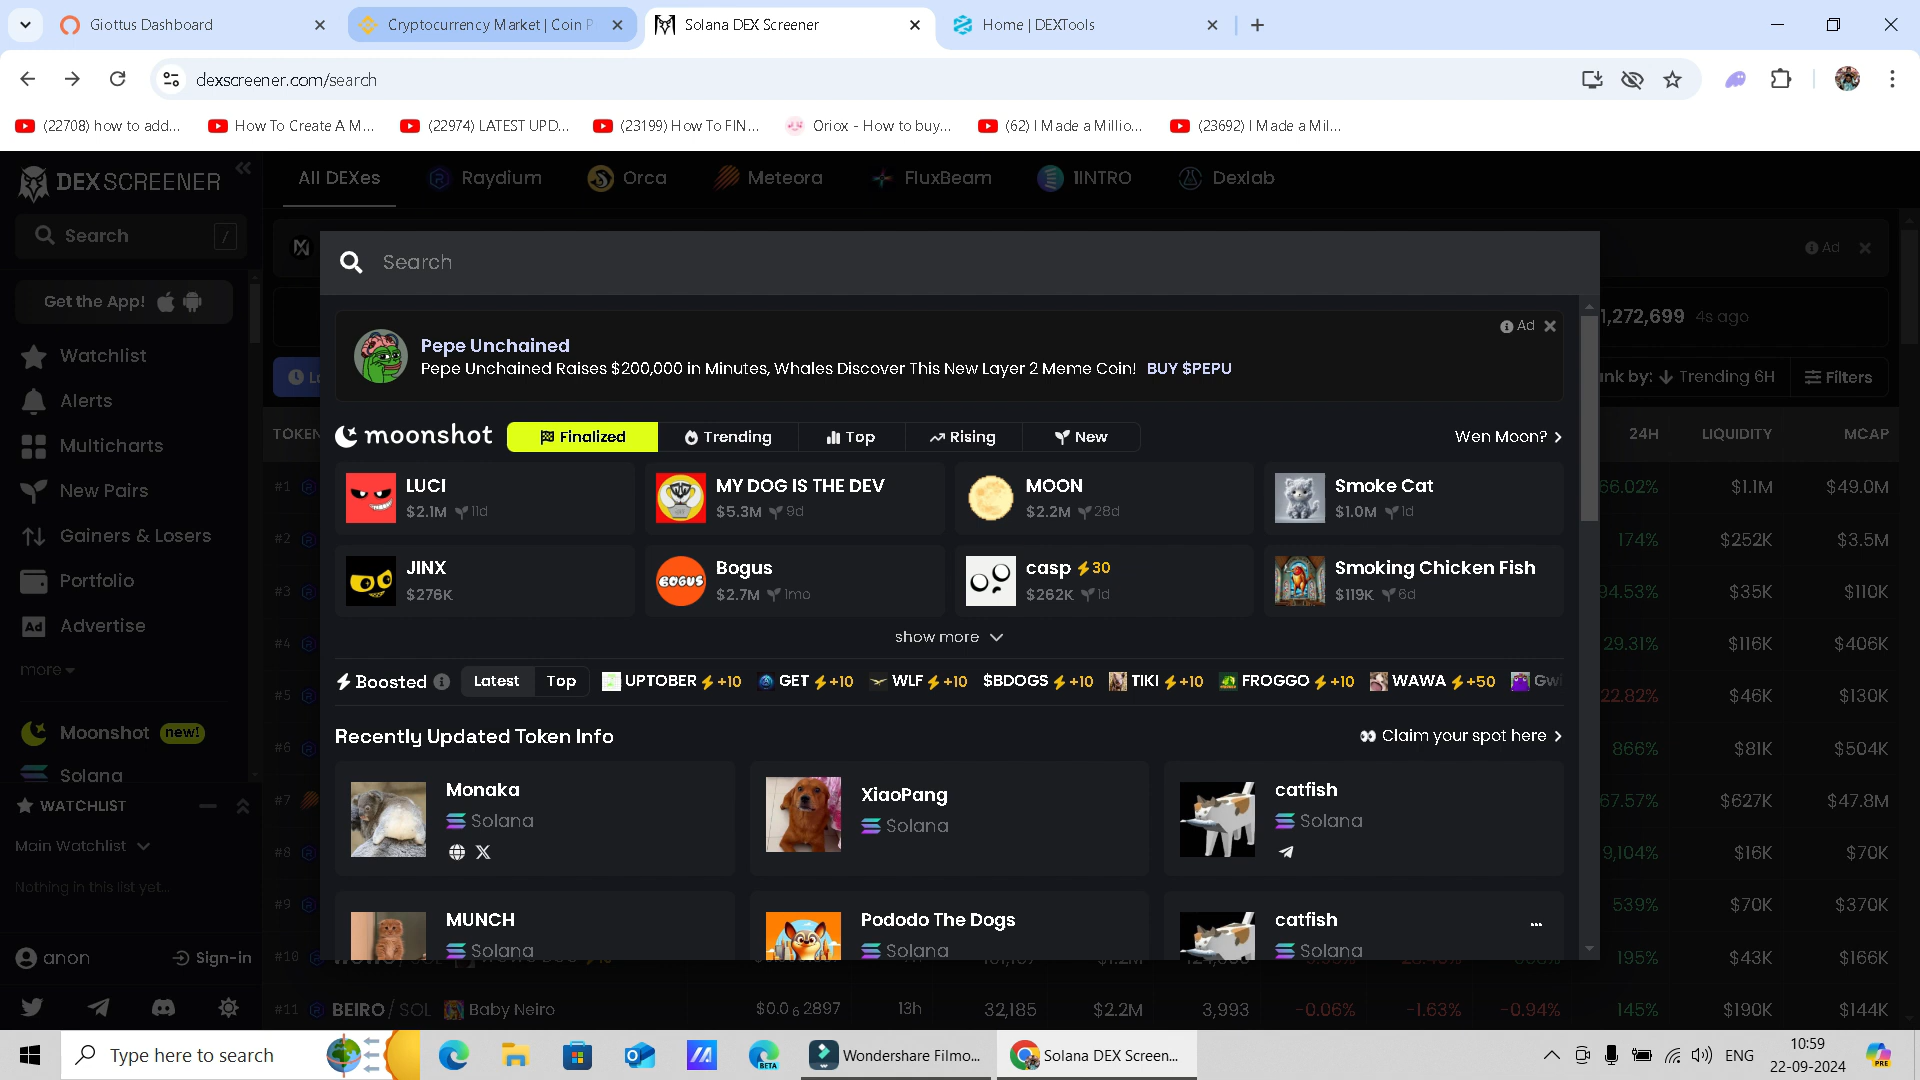 Giottus Dashboard
Cryptocurrency Market | Coin P
Solana DEX Screener
Home | DEXTools
dexscreener.com/search
(22708) how to add...
How To Create A M...
(22974) LATEST UPD...
(23199) How To FIN...
Oriox - How to buy...
(62) I Made a Millio...
(23692) I Made a Mil...
DEX SCREENER
All DEXes
Raydium
Orca
Meteora
FluxBeam
1INTRO
Dexlab
Search
/
Ad
Get the App!
Watchlist
Alerts
Multicharts
New Pairs
Gainers & Losers
Portfolio
Ad Advertise
more
Moonshot new!
Solana
WATCHLIST
Main Watchlist
Nothing in this list yet...
anon
Sign-in
Search
Pepe Unchained
Pepe Unchained Raises $200,000 in Minutes, Whales Discover This New Layer 2 Meme Coin! BUY $PEPU
Ad
moonshot
Finalized
Trending
Top
Rising
New
Wen Moon?
LUCI
$2.1M 11d
MY DOG IS THE DEV
$5.3M 9d
MOON
$2.2M 28d
Smoke Cat
$1.0M 1d
JINX
$276K
BOGUS
Bogus
$2.7M 1mo
casp 30
$262K 1d
Smoking Chicken Fish
$119K 6d
show more
Boosted
Latest
Top
UPTOBER +10
GET +10
WLF +10
$BDOGS +10
TIKI +10
FROGGO +10
WAWA +50
Gwi
Recently Updated Token Info
Claim your spot here
Monaka
Solana
XiaoPang
Solana
catfish
Solana
MUNCH
Solana
Pododo The Dogs
Solana
catfish
Solana
...
1,272,699 4s ago
nk by: Trending 6H
Filters
TOKEN
24H LIQUIDITY MCAP
#1 66.02% $1.1M $49.0M
#2 174% $252K $3.5M
#3 94.53% $35K $110K
#4 29.31% $116K $406K
#5 22.82% $46K $130K
#6 866% $81K $504K
#7 67.57% $627K $47.8M
#8 9,104% $16K $70K
#9 539% $70K $370K
#10 195% $43K $166K
#11 BEIRO / SOL Baby Neiro $0.0 6 2897 13h 32,185 $2.2M 3,993 -0.06% -1.63% -0.94% 145% $190K $144K
Type here to search
BETA
Wondershare Filmo...
Solana DEX Screen...
ENG
10:59
22-09-2024
PRE